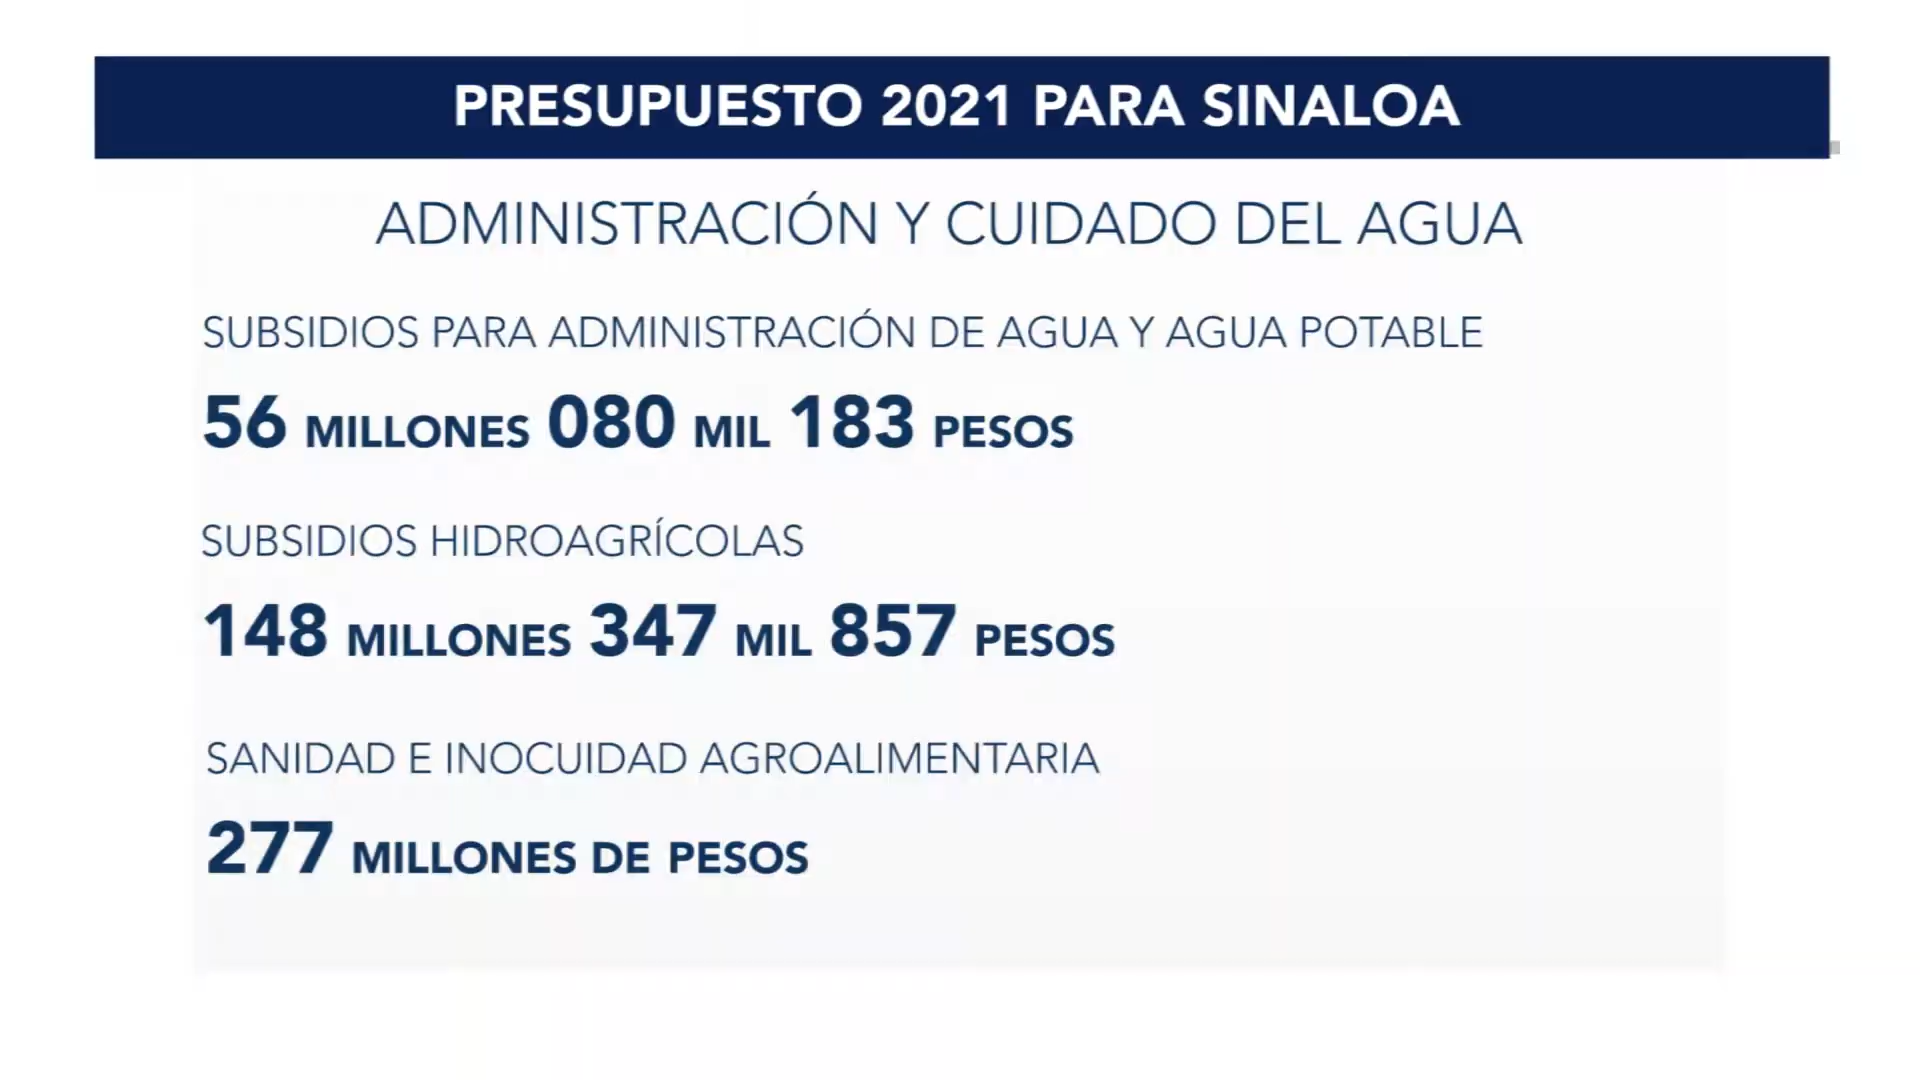 PRESUPUESTO 2021 PARA SINALOA
ADMINISTRACIÓN Y CUIDADO DEL AGUA
SUBSIDIOS PARA ADMINISTRACIÓN DE AGUA Y AGUA POTABLE
56 MILLONES 080 MIL 183 PESOS
SUBSIDIOS HIDROAGRÍCOLAS
148 MILLONES 347 MIL 857 PESOS
SANIDAD E INOCUIDAD AGROALIMENTARIA
277 MILLONES DE PESOS